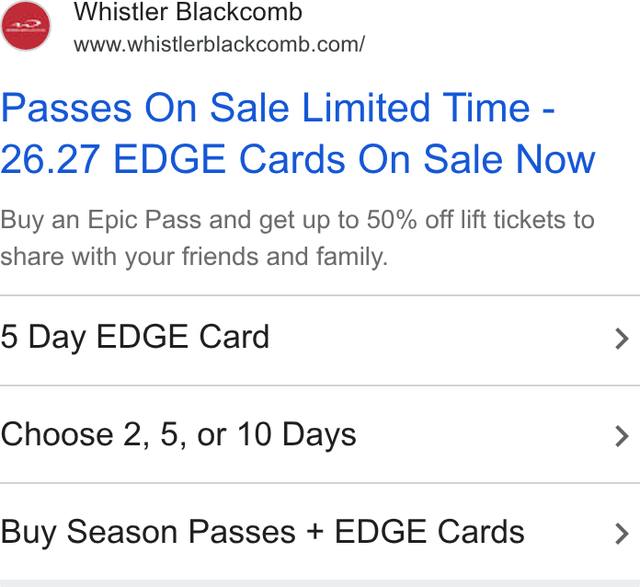 Whistler Blackcomb
www.whistlerblackcomb.com/
Passes On Sale Limited Time -
26.27 EDGE Cards On Sale Now
Buy an Epic Pass and get up to 50% off lift tickets to
share with your friends and family.
5 Day EDGE Card
Choose 2, 5, or 10 Days
Buy Season Passes + EDGE Cards